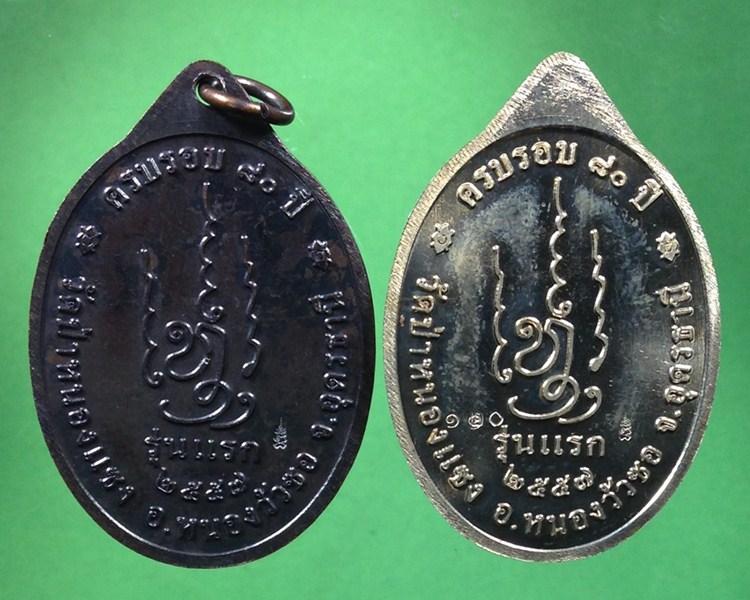 ครบรอบ ๘๐ ปี
รุ่นแรก
๒๕๕๗
วัดป่าหนองแซง อ.หนองวัวซอ จ.อุดรธานี
ครบรอบ ๘๐ ปี
๑๒๐
รุ่นแรก
๒๕๕๗
วัดป่าหนองแซง อ.หนองวัวซอ จ.อุดรธานี